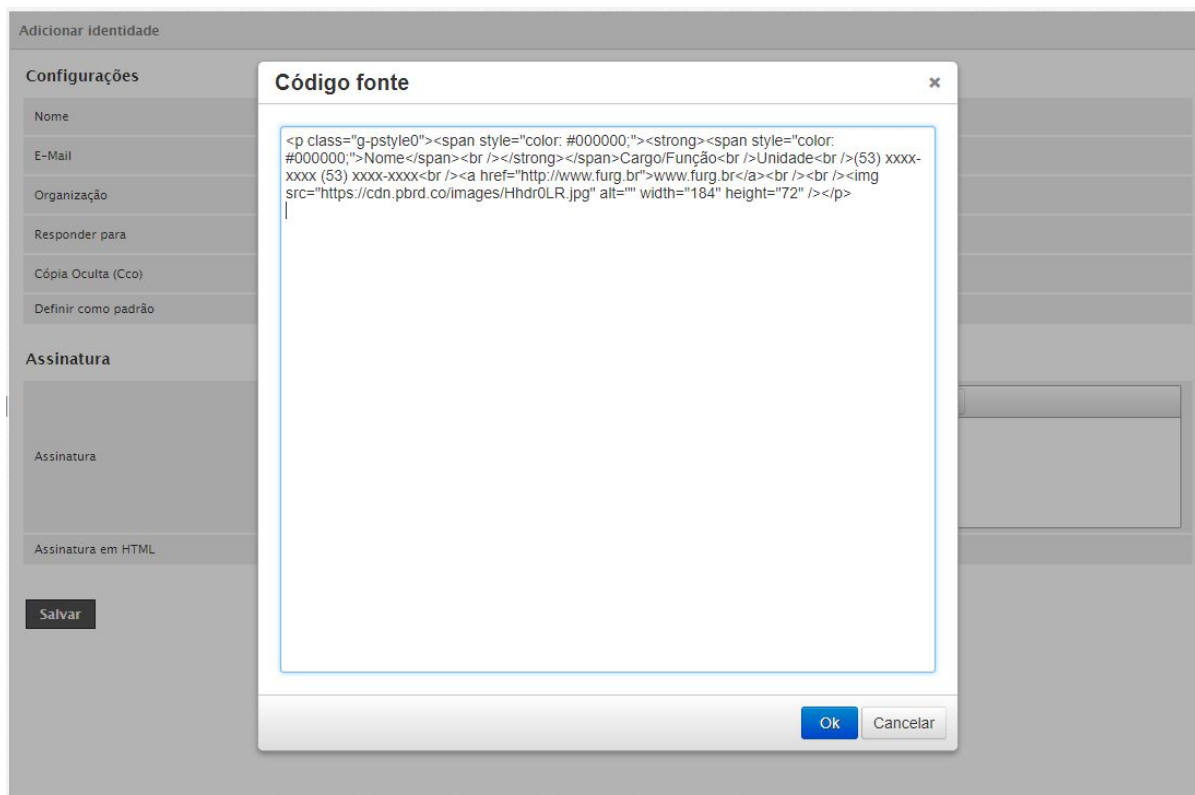 Adicionar identidade
Configurações
Nome
E-Mail
Organização
Responder para
Cópia Oculta (Cco)
Definir como padrão
Assinatura
Assinatura
Assinatura em HTML
Salvar
Código fonte
×
<p class="g-pstyle0"><span style="color: #000000;"><strong><span style="color:
#000000;">Nome</span><br /></strong></span>Cargo/Função<br />Unidade<br />(53) xxxx-
xxxx (53) xxxx-xxxx<br /><a href="http://www.furg.br">www.furg.br</a><br /><br /><img
src="https://cdn.pbrd.co/images/Hhdr0LR.jpg" alt="" width="184" height="72" /></p>
Ok
Cancelar